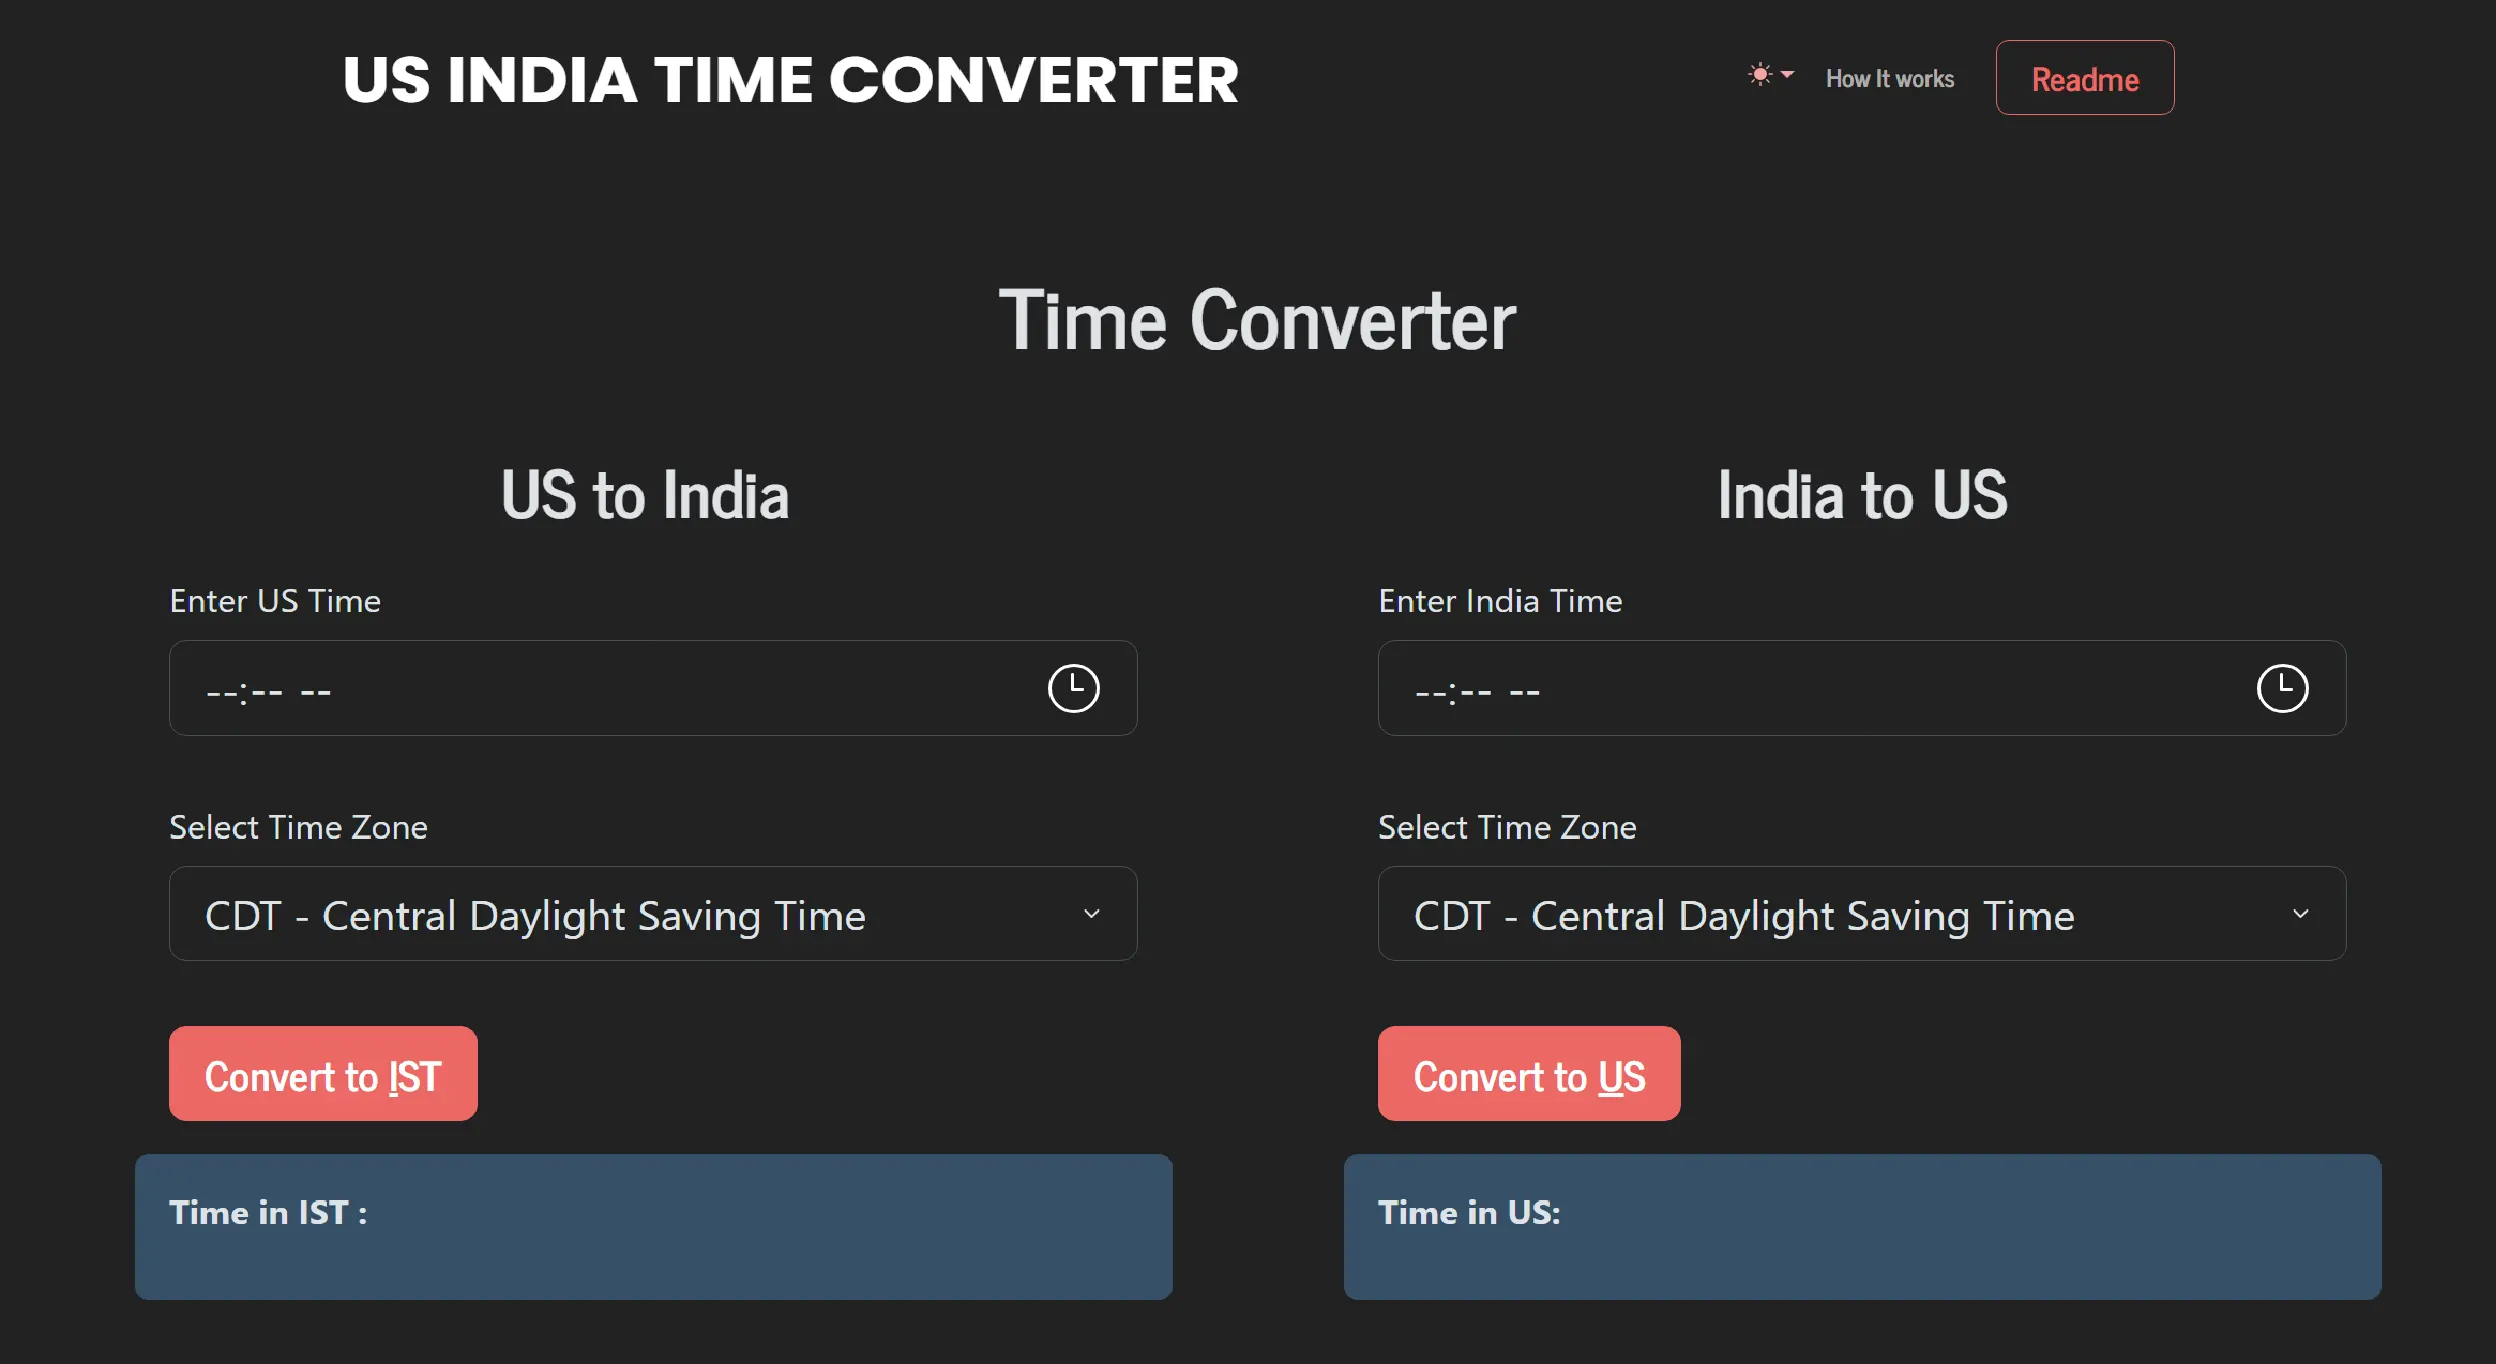 US INDIA TIME CONVERTER
How It works
Readme
Time Converter
US to India
Enter US Time
--:-- --
Select Time Zone
CDT - Central Daylight Saving Time
Convert to IST
Time in IST :
India to US
Enter India Time
--:-- --
Select Time Zone
CDT - Central Daylight Saving Time
Convert to US
Time in US: